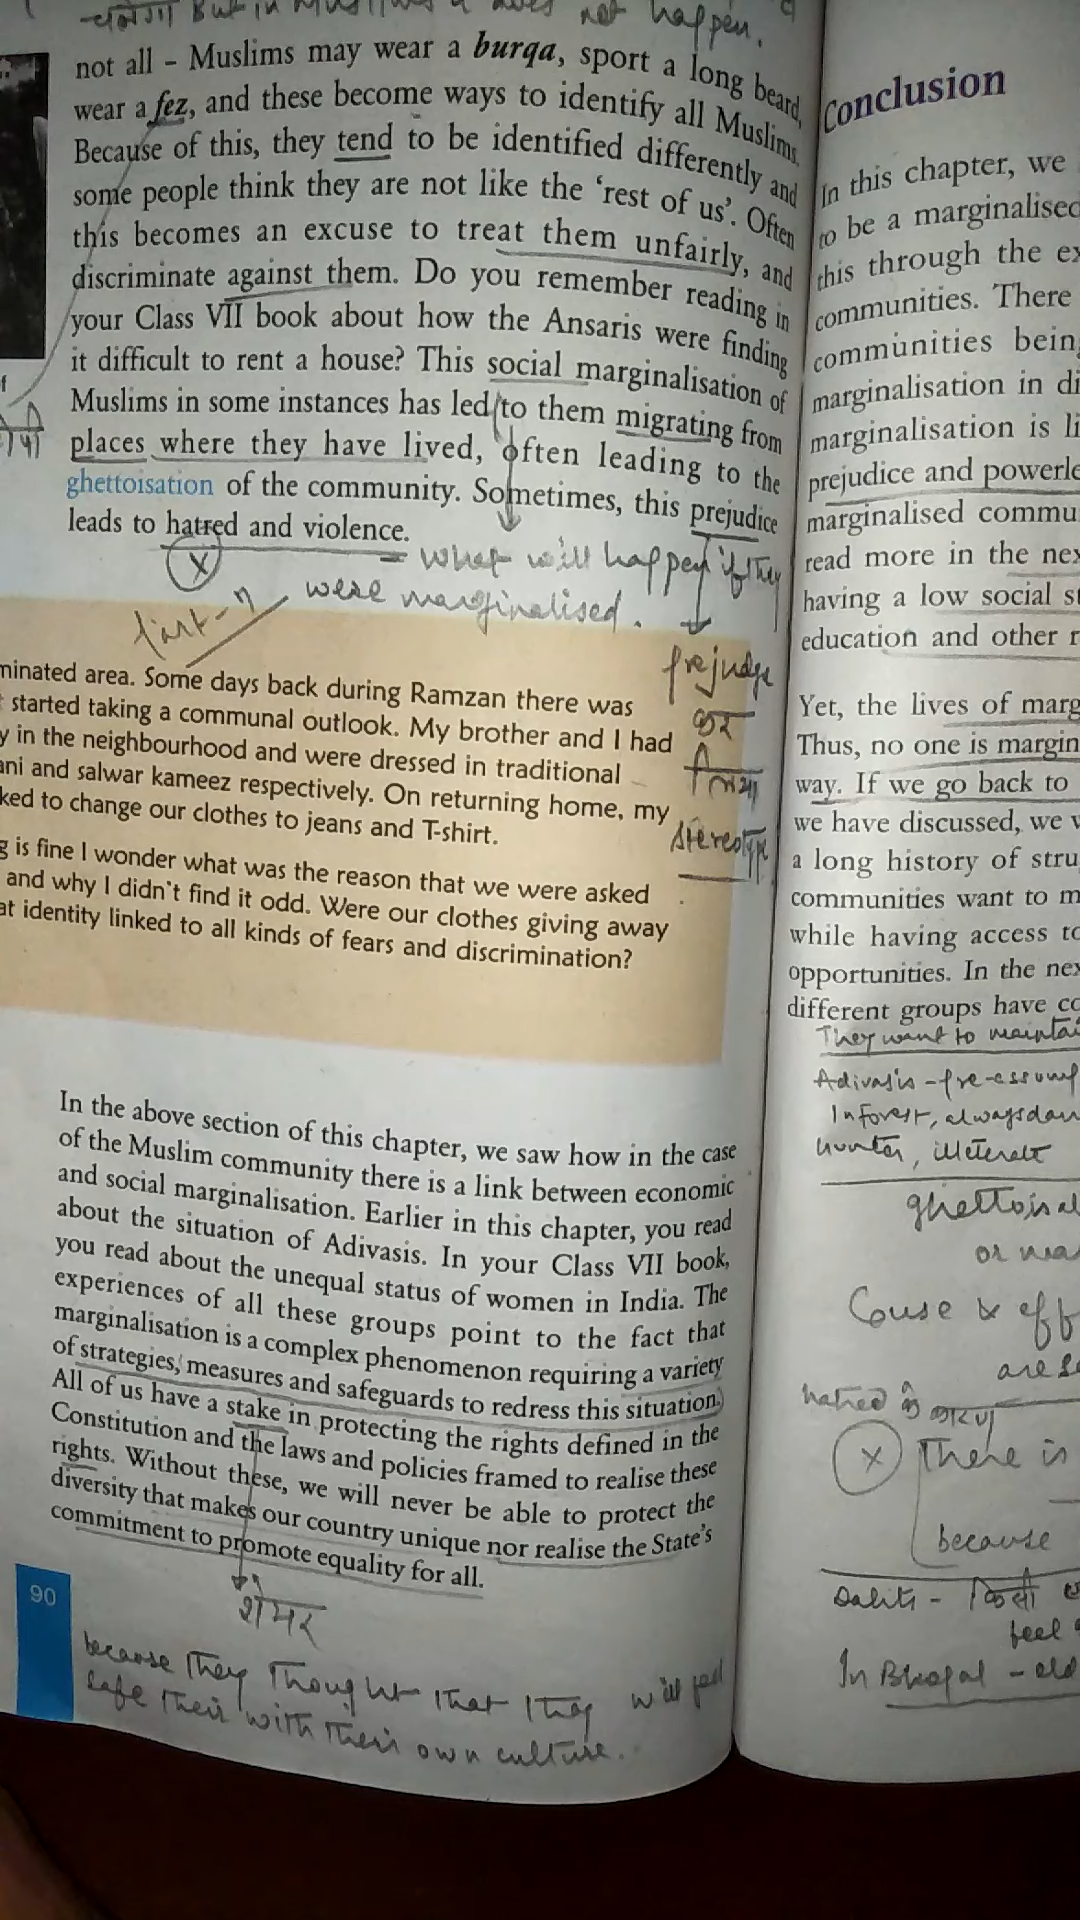 not happen.
not all – Muslims may wear a burqa, sport a long beard,
wear a fez, and these become ways to identify all Muslims.
Because of this, they tend to be identified differently and
some people think they are not like the ‘rest of us’. Often
this becomes an excuse to treat them unfairly, and
discriminate against them. Do you remember reading in
your Class VII book about how the Ansaris were finding
it difficult to rent a house? This social marginalisation of
Muslims in some instances has led to them migrating from
places where they have lived, often leading to the
ghettoisation of the community. Sometimes, this prejudice
leads to hatred and violence.
X
what will happen if they
were marginalised.
prejudge
कर
stereotype
minated area. Some days back during Ramzan there was
started taking a communal outlook. My brother and I had
y in the neighbourhood and were dressed in traditional
ani and salwar kameez respectively. On returning home, my
ked to change our clothes to jeans and T-shirt.
g is fine I wonder what was the reason that we were asked
and why I didn't find it odd. Were our clothes giving away
at identity linked to all kinds of fears and discrimination?
In the above section of this chapter, we saw how in the case
of the Muslim community there is a link between economic
and social marginalisation. Earlier in this chapter, you read
about the situation of Adivasis. In your Class VII book,
you read about the unequal status of women in India. The
experiences of all these groups point to the fact that
marginalisation is a complex phenomenon requiring a variety
of strategies, measures and safeguards to redress this situation.
All of us have a stake in protecting the rights defined in the
Constitution and the laws and policies framed to realise these
rights. Without these, we will never be able to protect the
diversity that makes our country unique nor realise the State's
commitment to promote equality for all.
90
because they thought that they will
safe their with their own culture.
Conclusion
In this chapter, we
to be a marginalised
this through the ex
communities. There
communities being
marginalisation in di
marginalisation is li
prejudice and powerle
marginalised commu
read more in the nex
having a low social st
education and other r
Yet, the lives of marg
Thus, no one is margin
way. If we go back to
we have discussed, we w
a long history of stru
communities want to m
while having access to
opportunities. In the nex
different groups have co
They want to maintai
Adivasis - pre-assump
In forest, always dan
hunter, illiterate
ghettoisa
or
Cause & eff
are s
hatred
X There is
because
Dalits - किसी
feel
In Bhopal - old